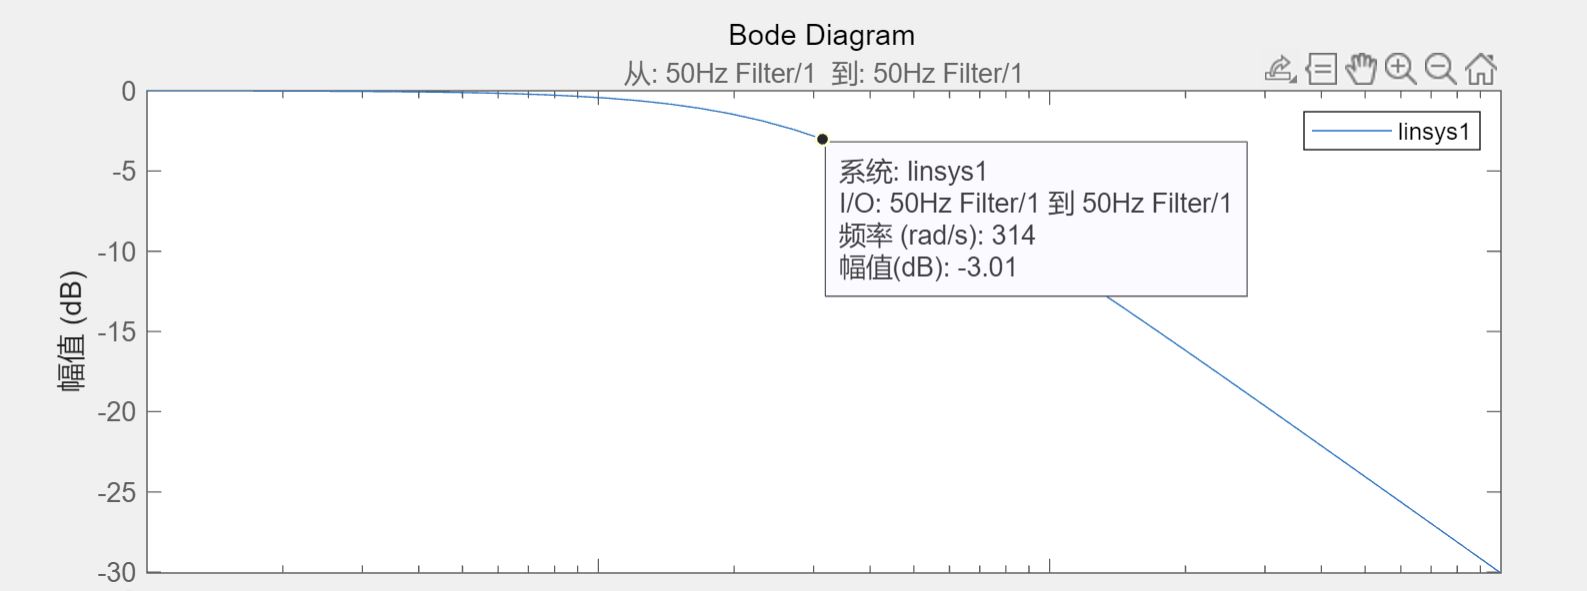 Bode Diagram
从: 50Hz Filter/1 到: 50Hz Filter/1
0
-5
-10
-15
-20
-25
-30
幅值 (dB)
linsys1
系统: linsys1
I/O: 50Hz Filter/1 到 50Hz Filter/1
频率 (rad/s): 314
幅值(dB): -3.01